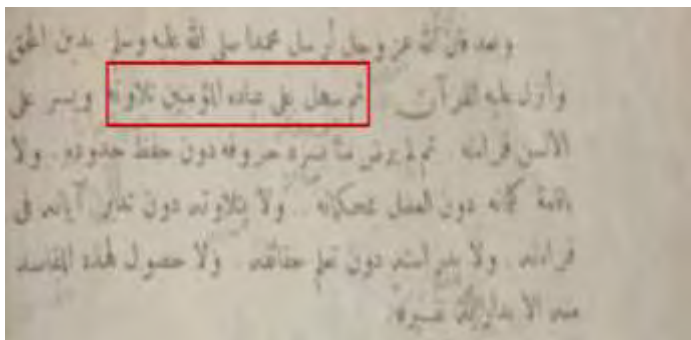 وبعد فإن الله عز وجل أرسل محمدا صلى الله عليه وسلم بدين الحق
وأنزل عليه القرآن ثم سهل على عباده المؤمنين تلاوته ويسر على
الألسن قراءته . ثم لم يرض منا بسرد حروفه دون حفظ حدوده . ولا
بإقامة كلماته دون العمل بمحكماته . ولا بتلاوته دون تدبر آياته في
قراءته . ولا بدراسته دون تعلم حقائقه . ولا حصول لهذه المقاصد
منه الا